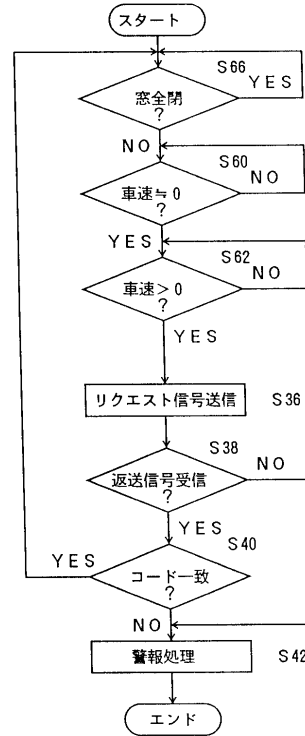 スタート
S66
YES
窓全閉
?
NO
S60
NO
車速≒0
?
YES
S62
NO
車速>0
?
YES
リクエスト信号送信
S36
S38
返送信号受信
?
NO
YES
S40
YES
コード一致
?
NO
警報処理
S42
エンド